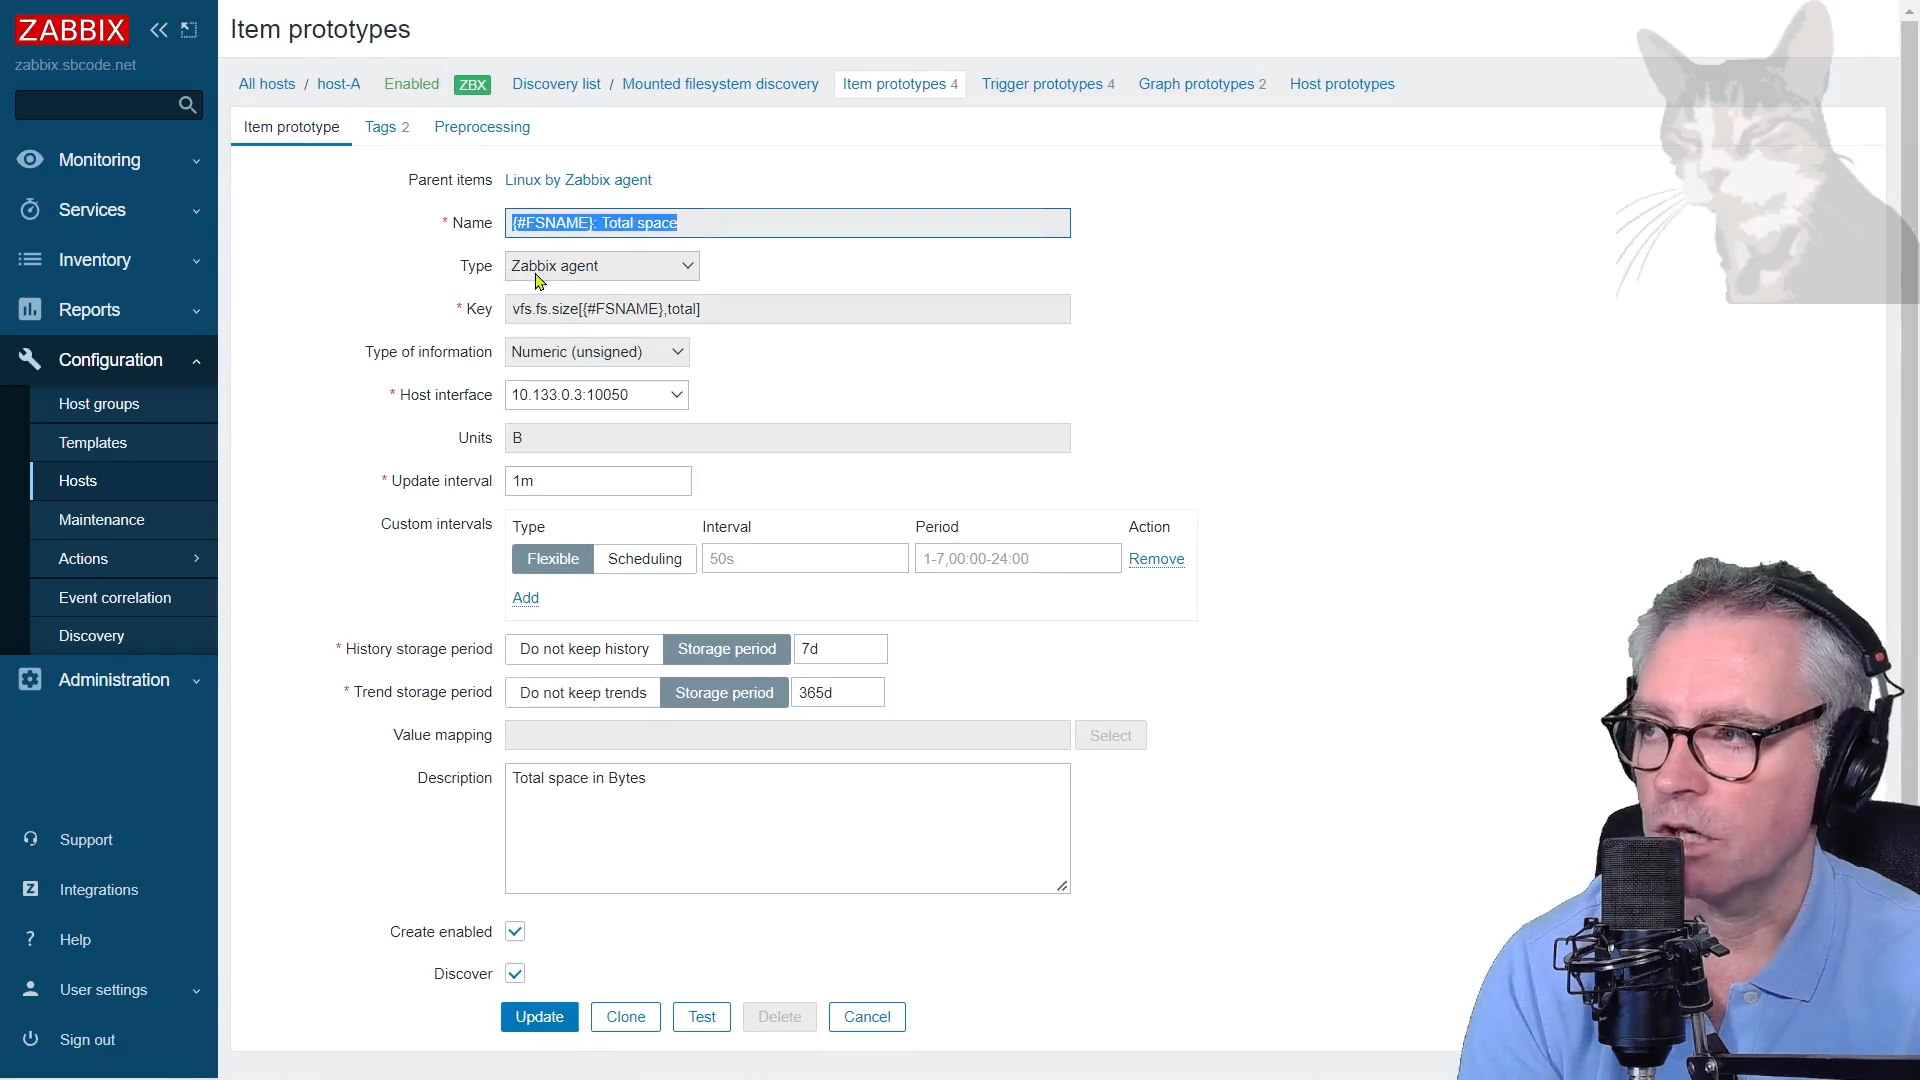 ZABBIX
zabbix.sbcode.net
Monitoring
Services
Inventory
Reports
Configuration
Host groups
Templates
Hosts
Maintenance
Actions
Event correlation
Discovery
Administration
Support
Z Integrations
? Help
User settings
Sign out
Item prototypes
All hosts / host-A Enabled ZBX Discovery list / Mounted filesystem discovery Item prototypes 4 Trigger prototypes 4 Graph prototypes 2 Host prototypes
Item prototype Tags 2 Preprocessing
Parent items Linux by Zabbix agent
* Name {#FSNAME}: Total space
Type Zabbix agent
* Key vfs.fs.size[{#FSNAME},total]
Type of information Numeric (unsigned)
* Host interface 10.133.0.3:10050
Units B
* Update interval 1m
Custom intervals Type Interval Period Action
Flexible Scheduling 50s 1-7,00:00-24:00 Remove
Add
* History storage period Do not keep history Storage period 7d
* Trend storage period Do not keep trends Storage period 365d
Value mapping Select
Description Total space in Bytes
Create enabled
Discover
Update Clone Test Delete Cancel